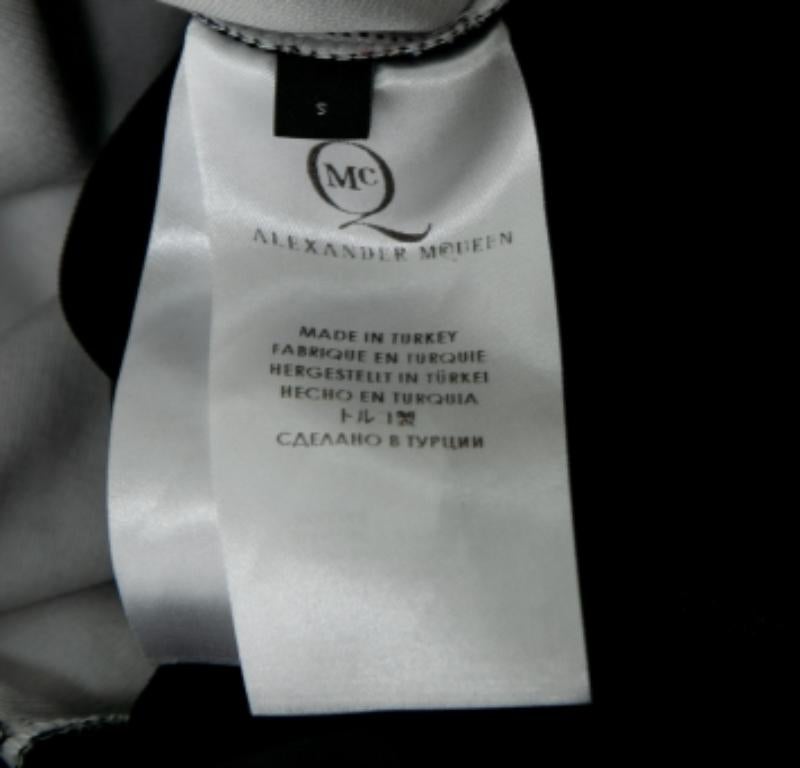 S
McQ
ALEXANDER MQUEEN
MADE IN TURKEY
FABRIQUE EN TURQUIE
HERGESTELLT IN TÜRKEI
HECHO EN TURQUIA
トルコ製
СДЕЛАНО В ТУРЦИИ